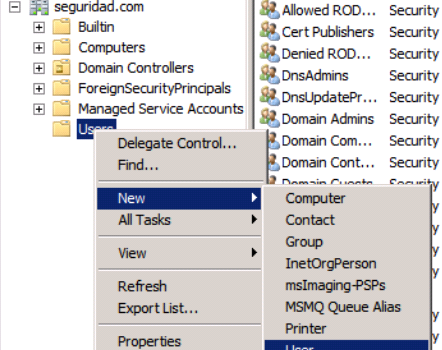 seguridad.com
Builtin
Computers
Domain Controllers
ForeignSecurityPrincipals
Managed Service Accounts
Users
Allowed ROD... Security
Cert Publishers Security
Denied ROD... Security
DnsAdmins Security
DnsUpdatePr... Security
Domain Admins Security
Domain Com... Security
Domain Cont... Security
Domain Guests Security
Delegate Control...
Find...
New
All Tasks
View
Refresh
Export List...
Properties
Computer
Contact
Group
InetOrgPerson
msImaging-PSPs
MSMQ Queue Alias
Printer
User